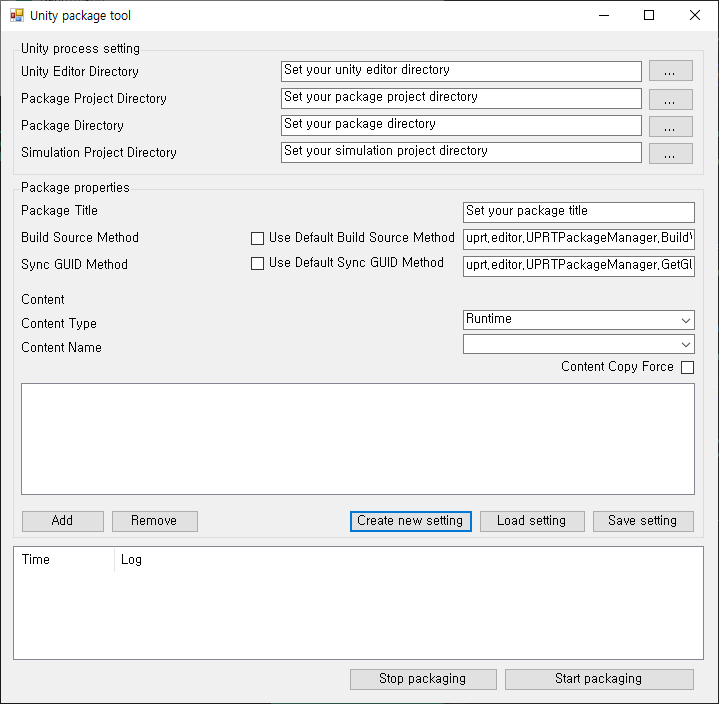 Unity package tool
Unity process setting
Unity Editor Directory Set your unity editor directory ...
Package Project Directory Set your package project directory ...
Package Directory Set your package directory ...
Simulation Project Directory Set your simulation project directory ...
Package properties
Package Title Set your package title
Build Source Method Use Default Build Source Method uprt,editor,UPRTPackageManager,Build
Sync GUID Method Use Default Sync GUID Method uprt,editor,UPRTPackageManager,GetG
Content
Content Type Runtime
Content Name
Content Copy Force
Add Remove Create new setting Load setting Save setting
Time Log
Stop packaging Start packaging